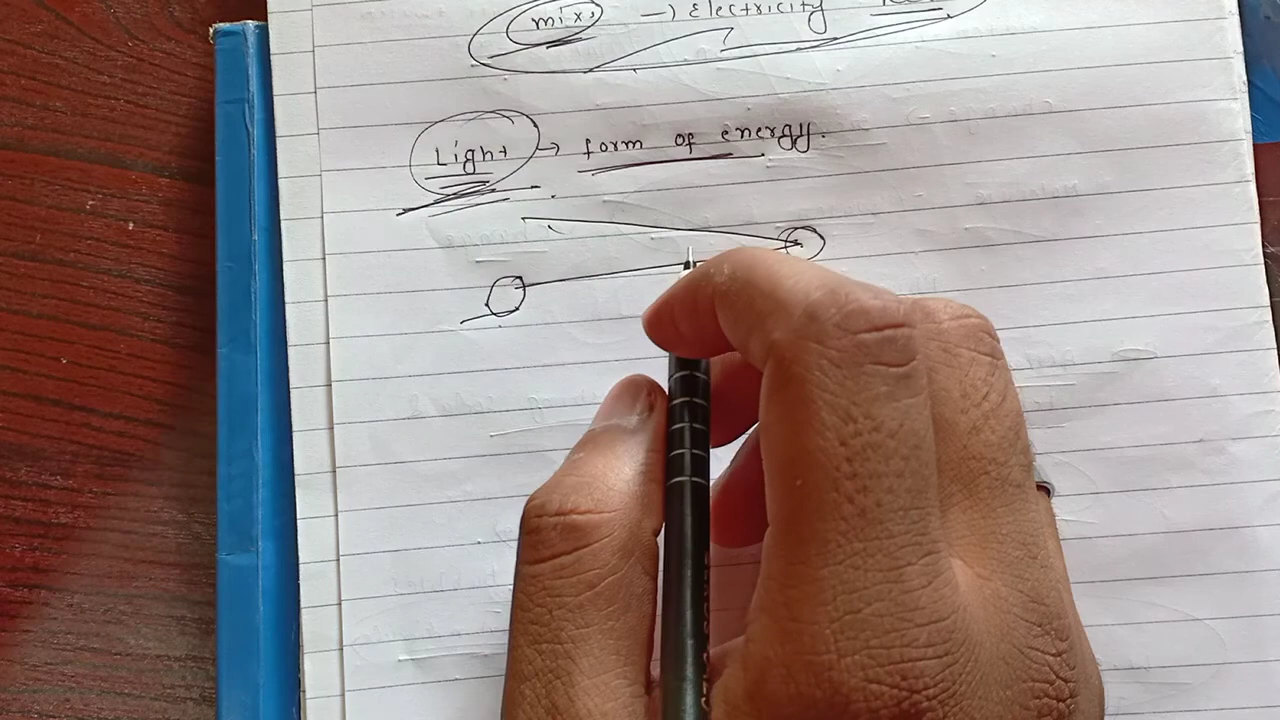 mix, → Electricity
Light → form of energy.